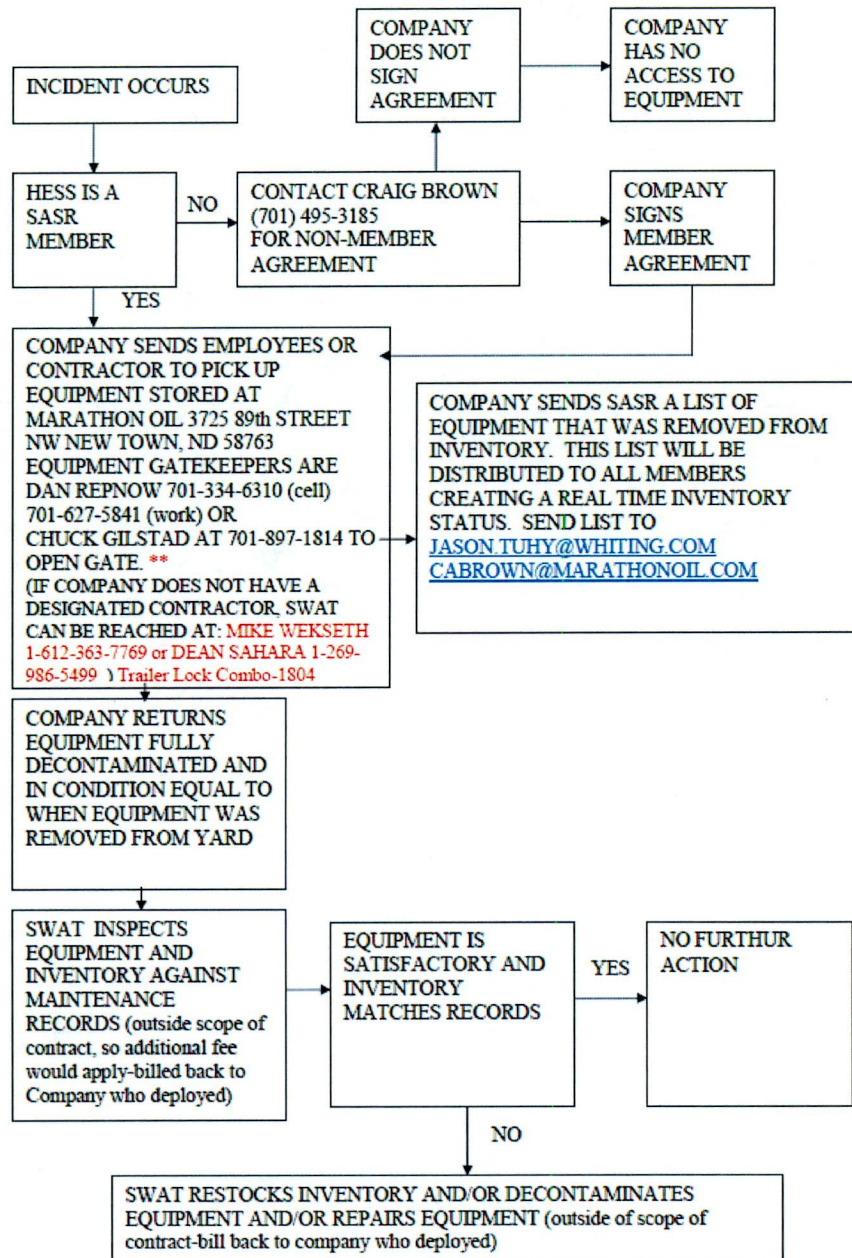 COMPANY
DOES NOT
SIGN
AGREEMENT
COMPANY
HAS NO
ACCESS TO
EQUIPMENT
INCIDENT OCCURS
HESS IS A
SASR
MEMBER
NO
CONTACT CRAIG BROWN
(701) 495-3185
FOR NON-MEMBER
AGREEMENT
COMPANY
SIGNS
MEMBER
AGREEMENT
YES
COMPANY SENDS EMPLOYEES OR
CONTRACTOR TO PICK UP
EQUIPMENT STORED AT
MARATHON OIL 3725 89th STREET
NW NEW TOWN, ND 58763
EQUIPMENT GATEKEEPERS ARE
DAN REPNOW 701-334-6310 (cell)
701-627-5841 (work) OR
CHUCK GILSTAD AT 701-897-1814 TO
OPEN GATE. **
(IF COMPANY DOES NOT HAVE A
DESIGNATED CONTRACTOR, SWAT
CAN BE REACHED AT: MIKE WEKSETH
1-612-363-7769 or DEAN SAHARA 1-269-
986-5499 ) Trailer Lock Combo-1804
COMPANY SENDS SASR A LIST OF
EQUIPMENT THAT WAS REMOVED FROM
INVENTORY. THIS LIST WILL BE
DISTRIBUTED TO ALL MEMBERS
CREATING A REAL TIME INVENTORY
STATUS. SEND LIST TO
JASON.TUHY@WHITING.COM
CABROWN@MARATHONOIL.COM
COMPANY RETURNS
EQUIPMENT FULLY
DECONTAMINATED AND
IN CONDITION EQUAL TO
WHEN EQUIPMENT WAS
REMOVED FROM YARD
SWAT INSPECTS
EQUIPMENT AND
INVENTORY AGAINST
MAINTENANCE
RECORDS (outside scope of
contract, so additional fee
would apply-billed back to
Company who deployed)
EQUIPMENT IS
SATISFACTORY AND
INVENTORY
MATCHES RECORDS
YES
NO FURTHUR
ACTION
NO
SWAT RESTOCKS INVENTORY AND/OR DECONTAMINATES
EQUIPMENT AND/OR REPAIRS EQUIPMENT (outside of scope of
contract-bill back to company who deployed)